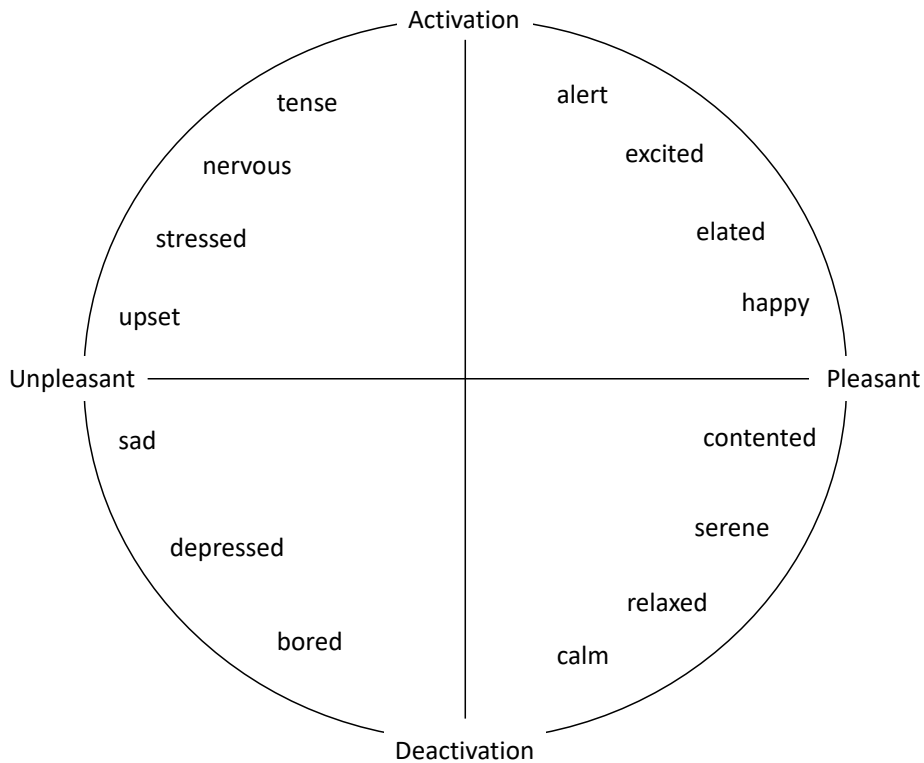 Activation
tense
alert
nervous
excited
stressed
elated
upset
happy
Unpleasant
Pleasant
sad
contented
depressed
serene
relaxed
bored
calm
Deactivation